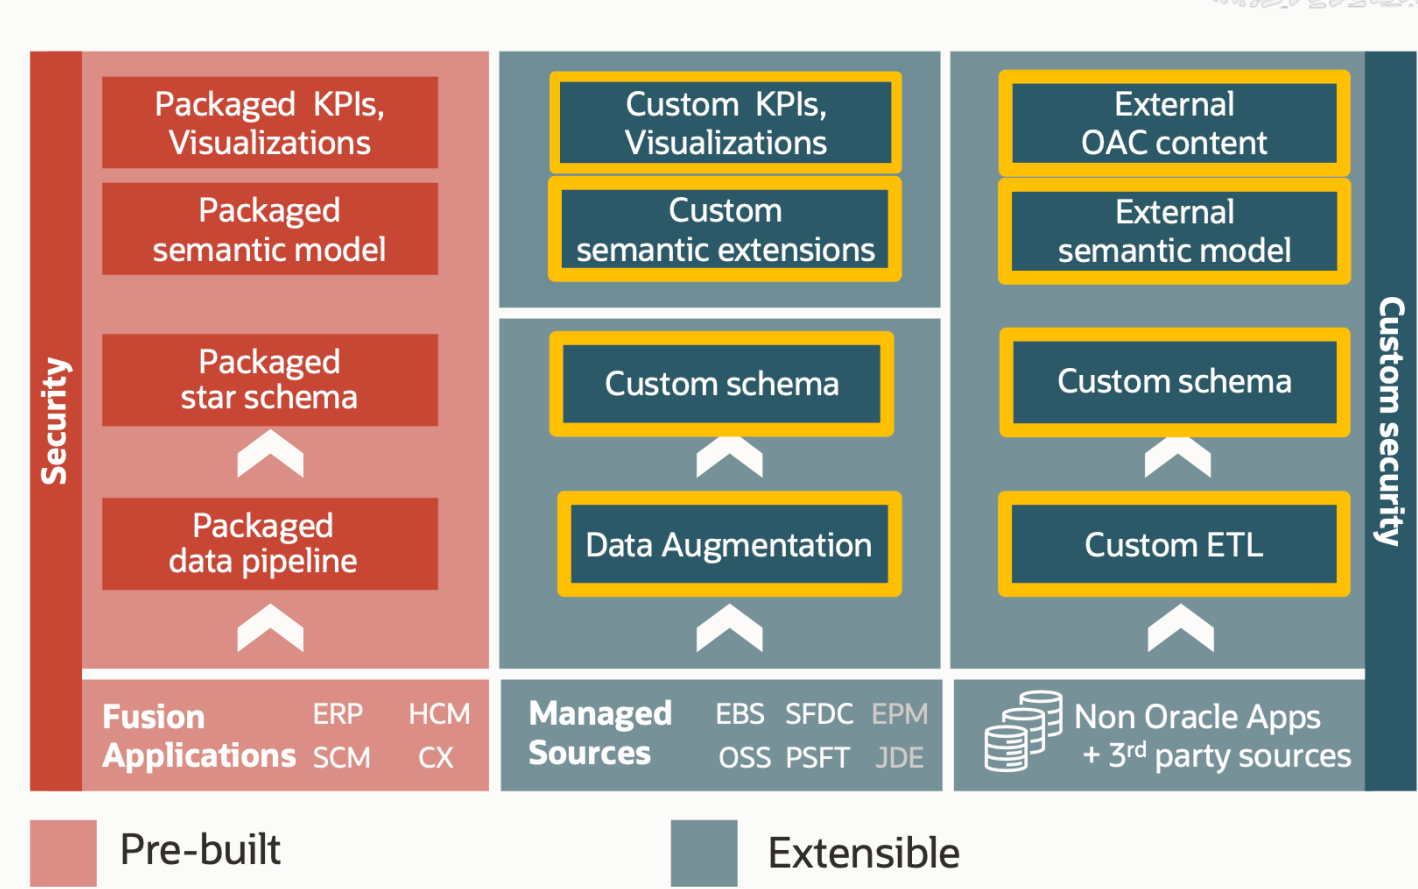 Packaged KPIs,
Visualizations
Packaged
semantic model
Packaged
star schema
Packaged
data pipeline
Security
Fusion
Applications
ERP HCM
SCM CX
Custom KPIs,
Visualizations
Custom
semantic extensions
Custom schema
Data Augmentation
Managed
Sources
EBS SFDC EPM
OSS PSFT JDE
External
OAC content
External
semantic model
Custom schema
Custom ETL
Non Oracle Apps
+ 3rd party sources
Custom security
Pre-built
Extensible